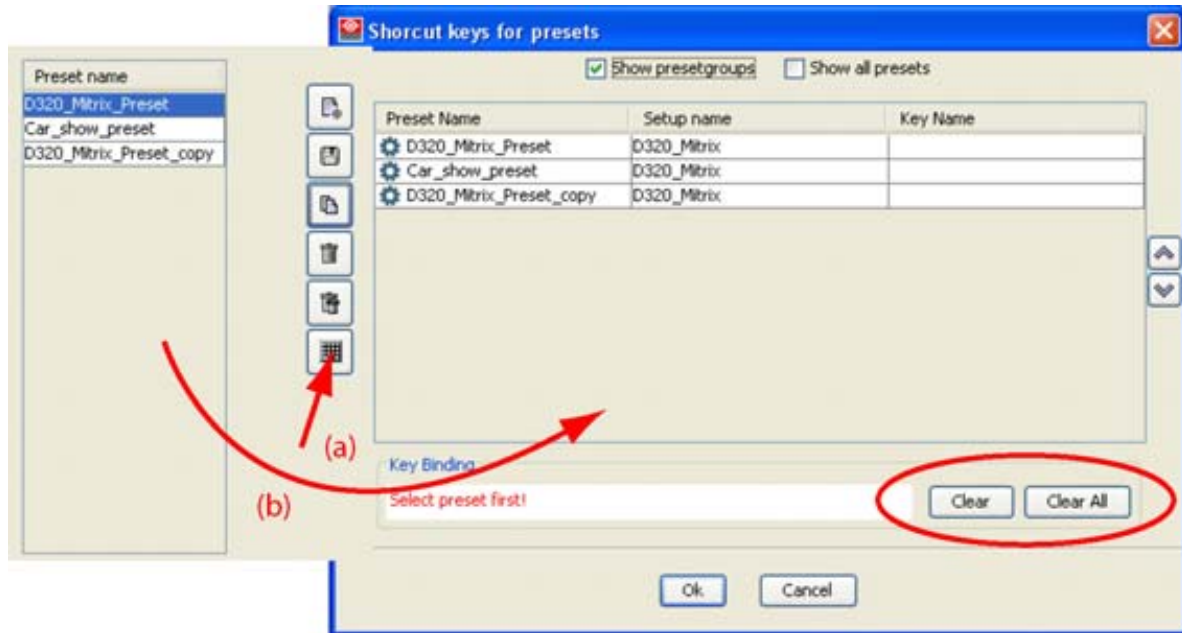 Shorcut keys for presets
Show presetgroups Show all presets
Preset name
D320_Mitrix_Preset
Car_show_preset
D320_Mitrix_Preset_copy
Preset Name Setup name Key Name
D320_Mitrix_Preset D320_Mitrix
Car_show_preset D320_Mitrix
D320_Mitrix_Preset_copy D320_Mitrix
(a)
(b)
Key Binding
Select preset first!
Clear Clear All
Ok Cancel